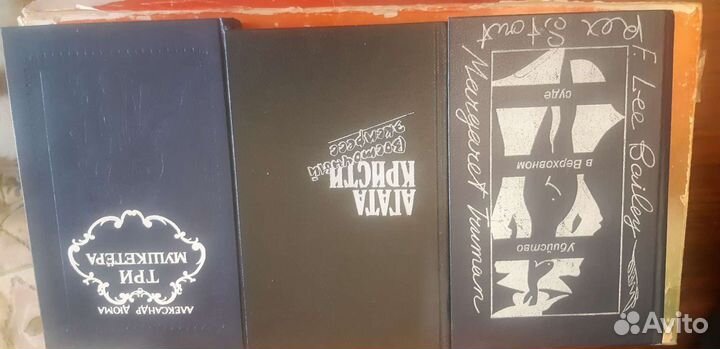 АЛЕКСАНДР ДЮМА
ТРИ
МУШКЕТЁРА
АГАТА
КРИСТИ
Восточный
экспресс
Rex Stout
F. Lee Bailey
Margaret Truman
Убийство
в Верховном
суде
Avito